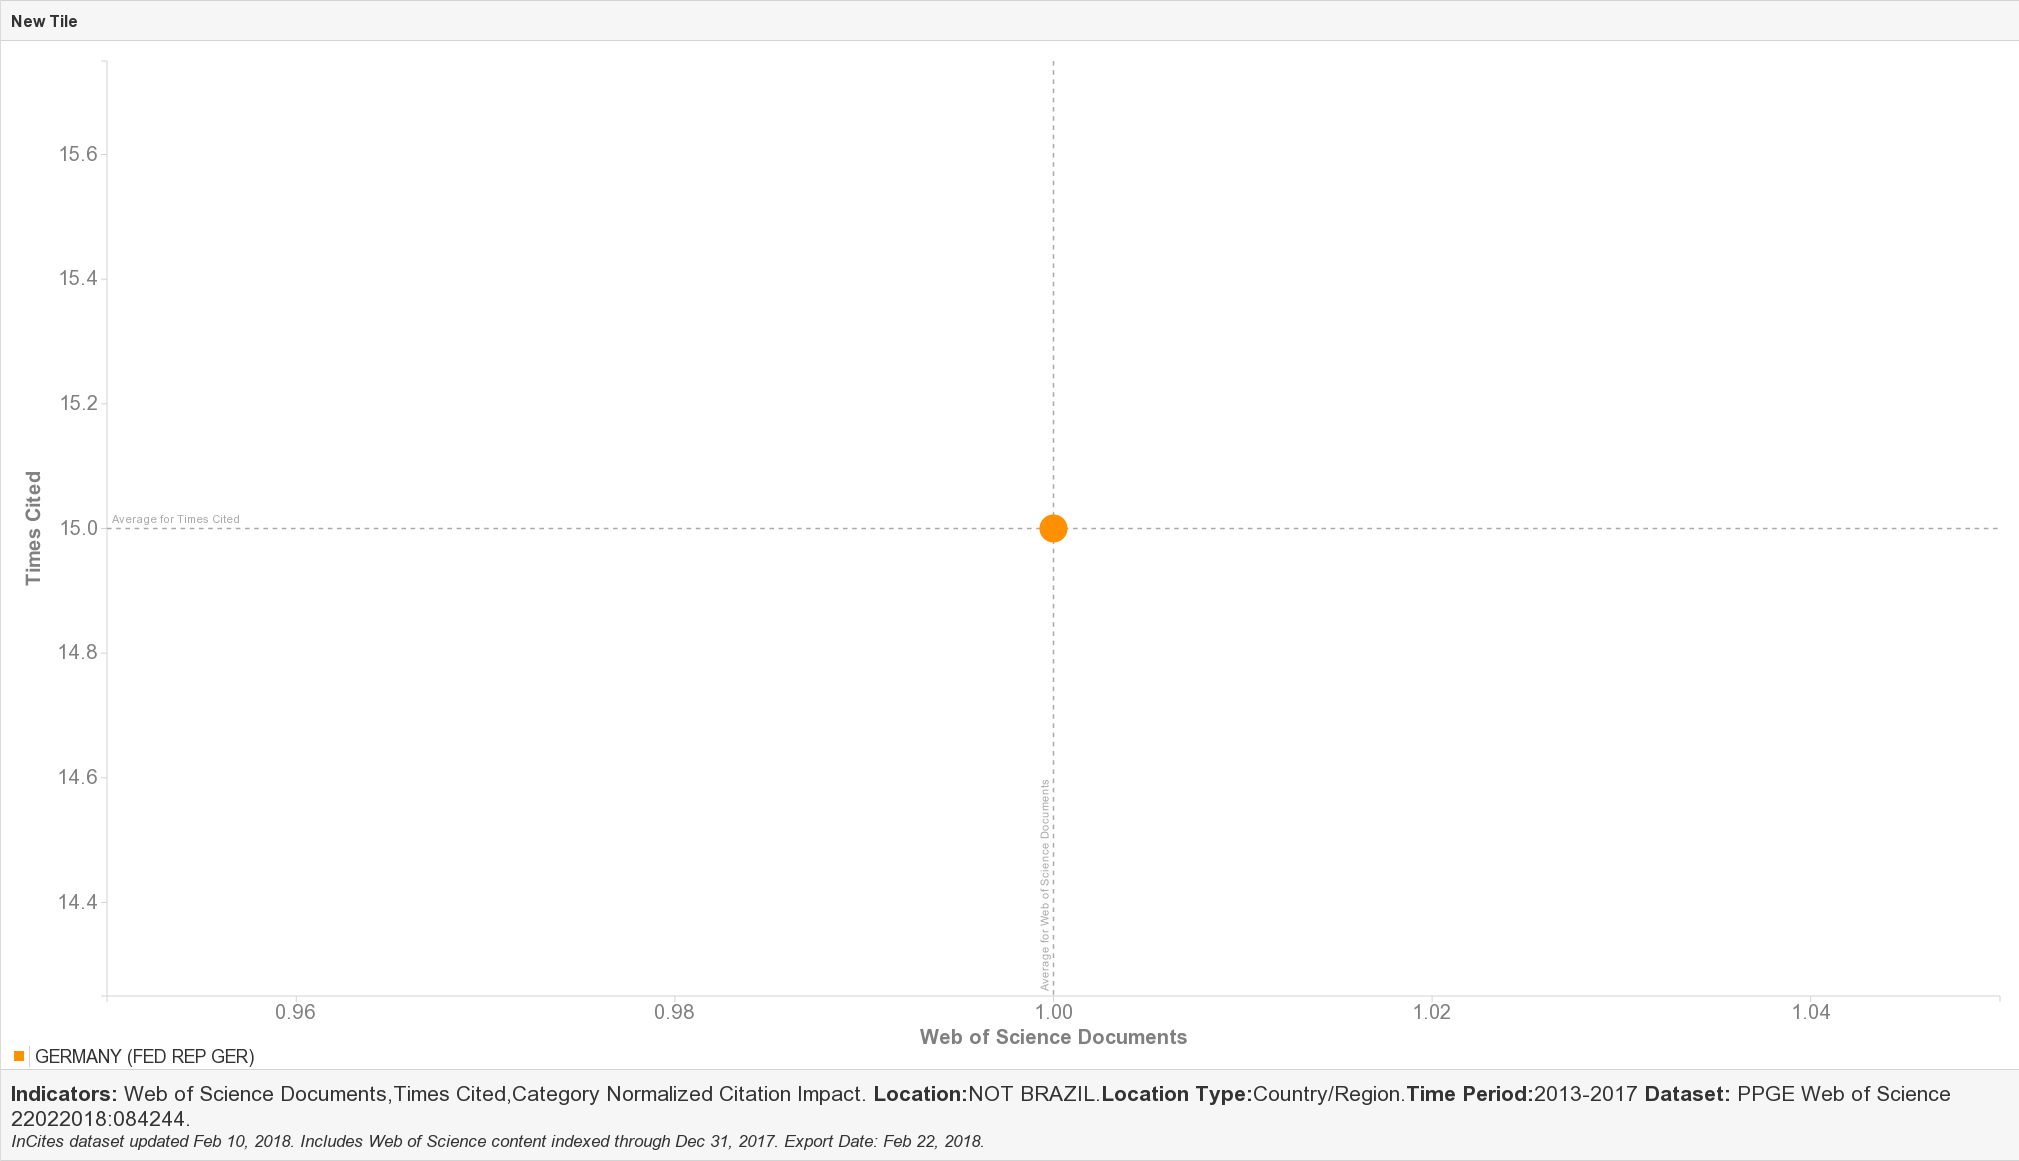 New Tile
15.6
15.4
15.2
15.0
14.8
14.6
14.4
Times Cited
Average for Times Cited
Average for Web of Science Documents
0.96 0.98 1.00 1.02 1.04
Web of Science Documents
GERMANY (FED REP GER)
Indicators: Web of Science Documents,Times Cited,Category Normalized Citation Impact. Location:NOT BRAZIL.Location Type:Country/Region.Time Period:2013-2017 Dataset: PPGE Web of Science
22022018:084244.
InCites dataset updated Feb 10, 2018. Includes Web of Science content indexed through Dec 31, 2017. Export Date: Feb 22, 2018.